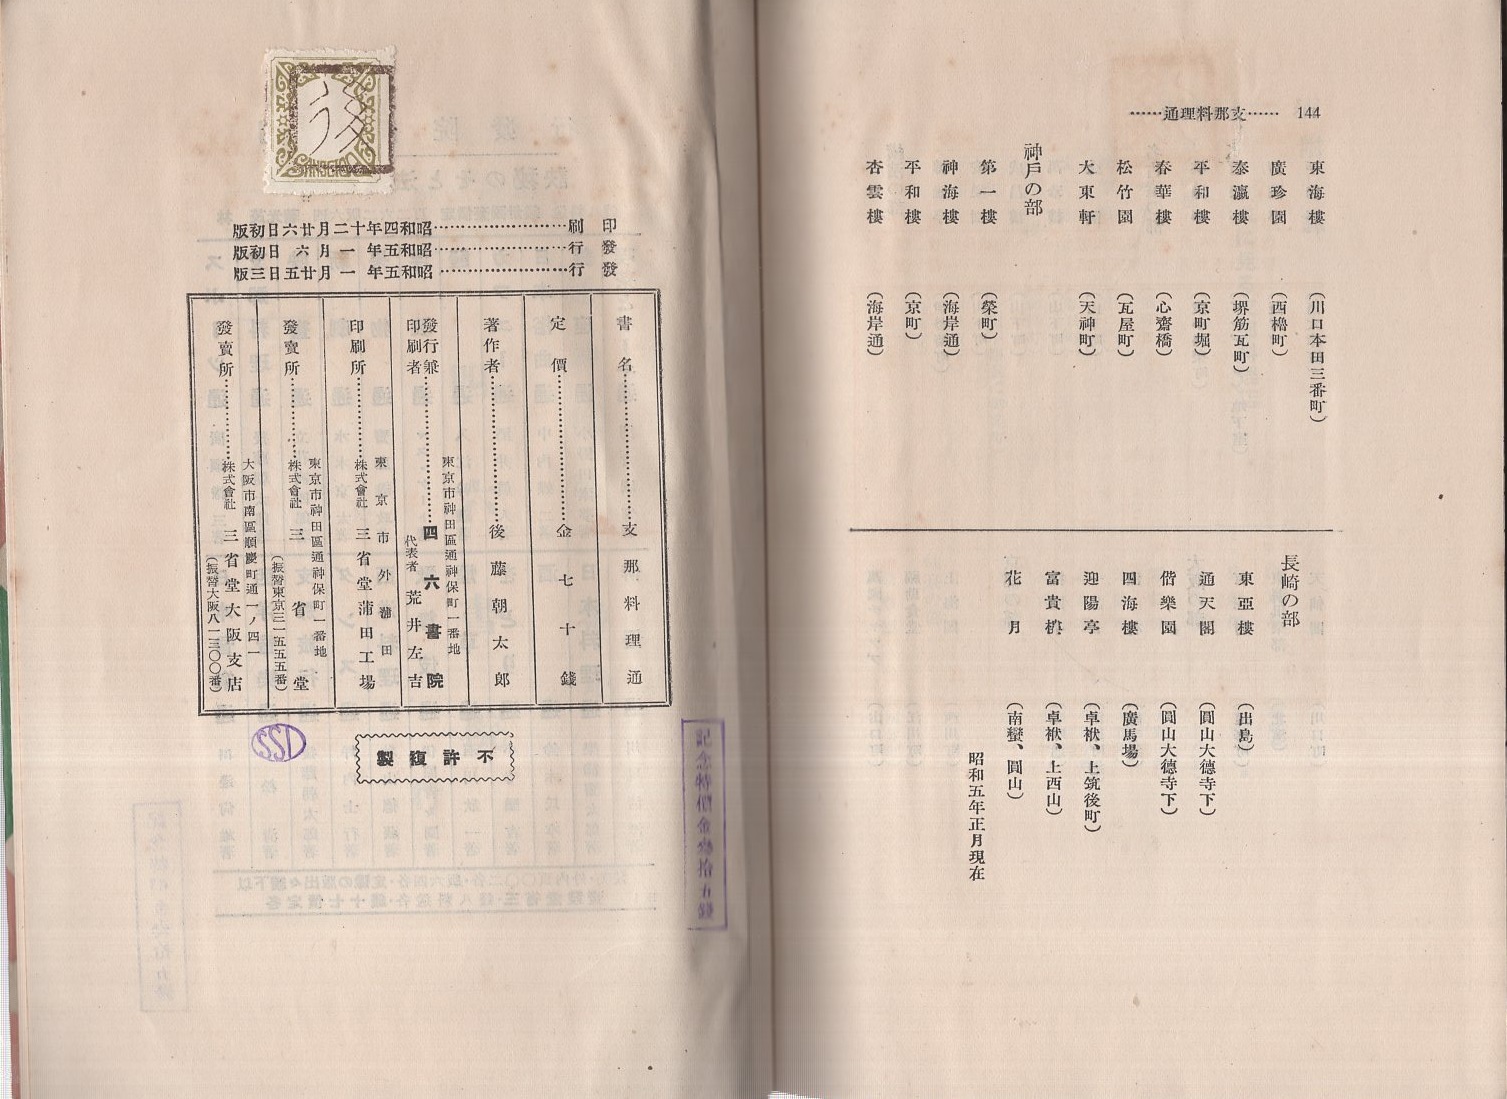 144 ……支那料理通……
東海樓 (川口本田三番町)
廣珍園 (西櫓町)
泰瀛樓 (堺筋瓦町)
平和樓 (京町堀)
春華樓 (心齋橋)
松竹園 (瓦屋町)
大東軒 (天神町)
神戸の部
第一樓 (榮町)
神海樓 (海岸通)
平和樓 (京町)
杏雲樓 (海岸通)
長崎の部
東亞樓 (出島)
通天閣 (圓山大德寺下)
偕樂園 (圓山大德寺下)
四海樓 (廣馬場)
迎陽亭 (卓袱、上筑後町)
富貴樓 (卓袱、上西山)
花月 (南蠻、圓山)
昭和五年正月現在
印刷……昭和四年十二月廿六日初版
發行……昭和五年一月六日初版
發行……昭和五年一月廿五日三版
書名……支那料理通
定價……金七十錢
著作者……後藤朝太郎
東京市神田區通神保町一番地
發行兼印刷者……四六書院
代表者 荒井左吉
東京市外蒲田
印刷所……株式會社 三省堂蒲田工場
東京市神田區通神保町一番地
發賣所……株式會社 三省堂
(振替東京三一五五五番)
大阪市南區順慶町通一ノ四一
發賣所……株式會社 三省堂大阪支店
(振替大阪八一三〇〇番)
SSD
不許複製
記念特價金參拾五錢